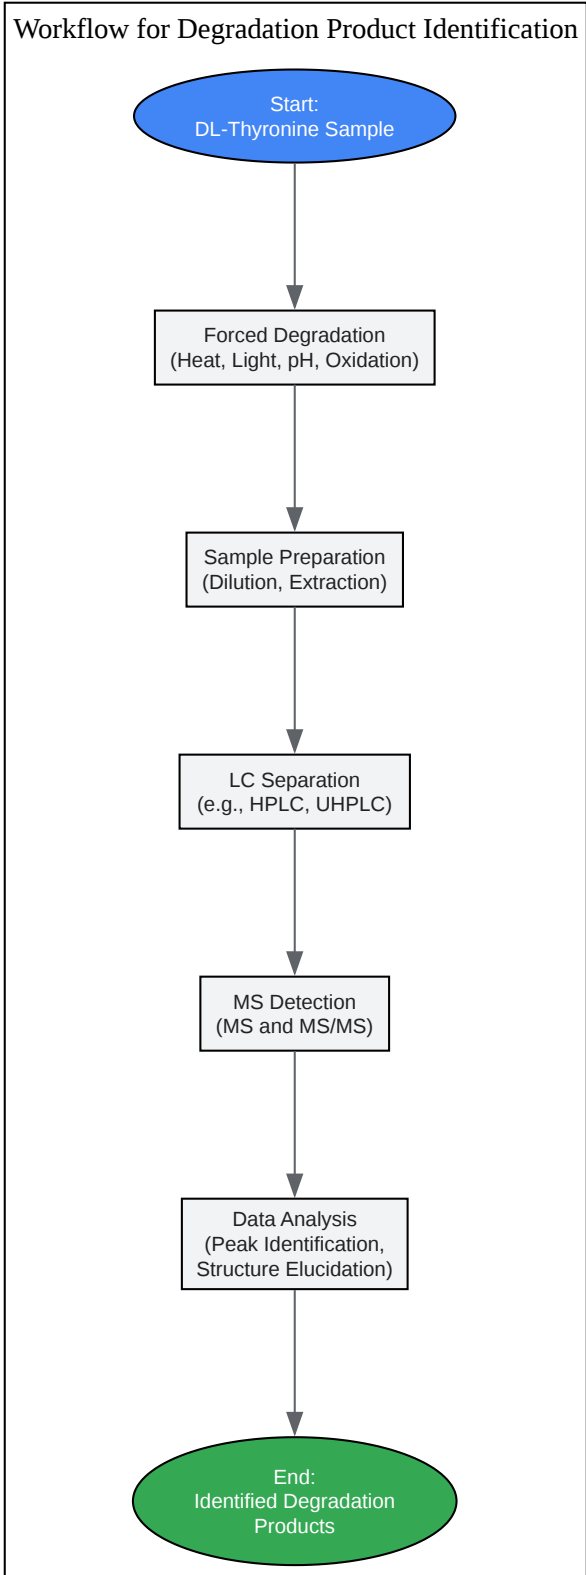 Workflow for Degradation Product Identification
Start:
DL-Thyronine Sample
Forced Degradation
(Heat, Light, pH, Oxidation)
Sample Preparation
(Dilution, Extraction)
LC Separation
(e.g., HPLC, UHPLC)
MS Detection
(MS and MS/MS)
Data Analysis
(Peak Identification,
Structure Elucidation)
End:
Identified Degradation
Products